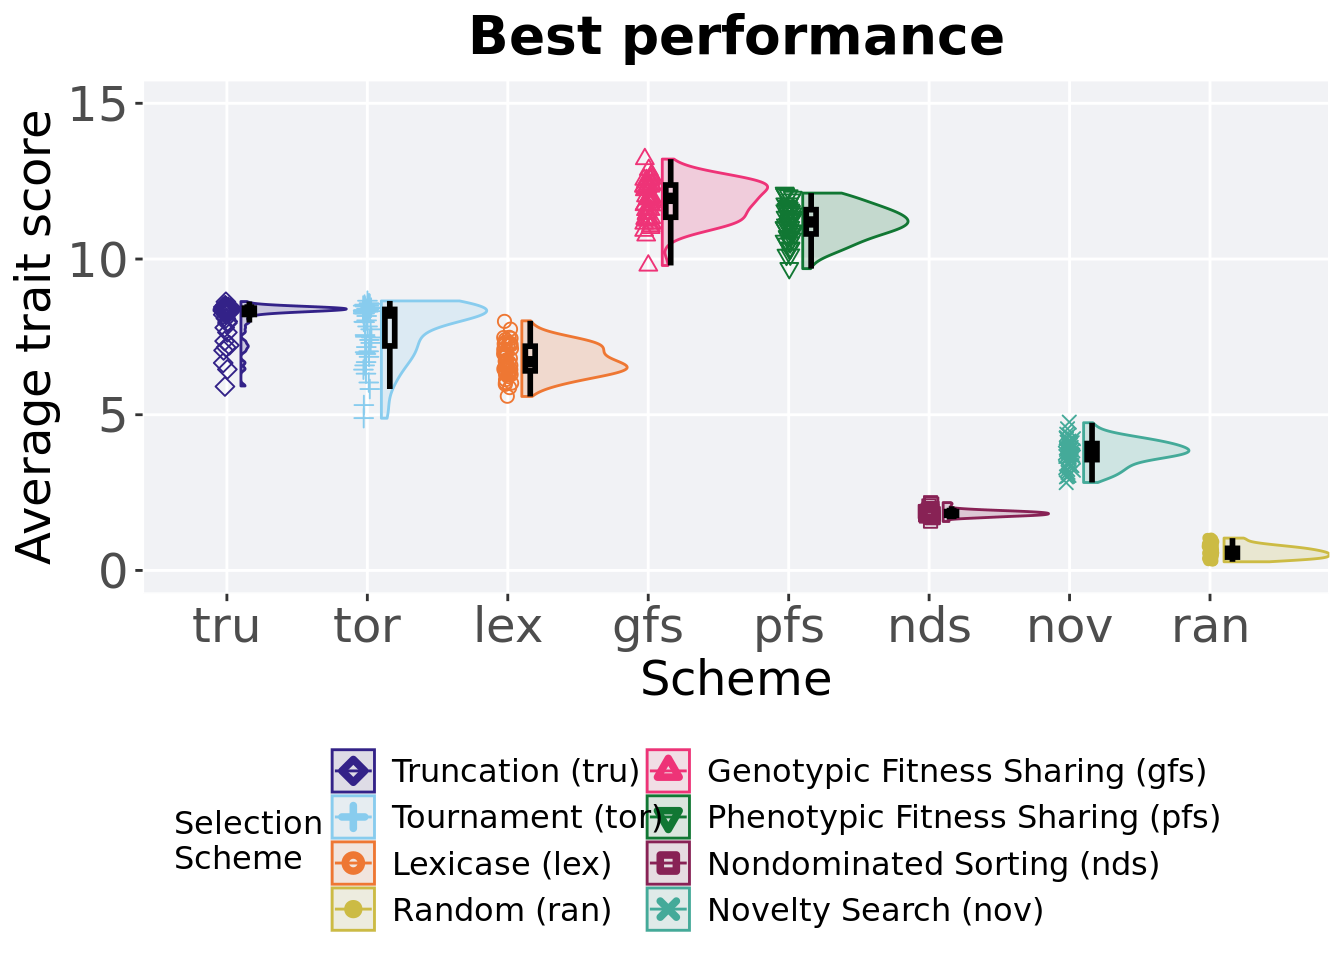 Best performance
Average trait score
15
10
5
0
tru tor lex gfs pfs nds nov ran
Scheme
Selection
Scheme
Truncation (tru)
Tournament (tor)
Lexicase (lex)
Random (ran)
Genotypic Fitness Sharing (gfs)
Phenotypic Fitness Sharing (pfs)
Nondominated Sorting (nds)
Novelty Search (nov)